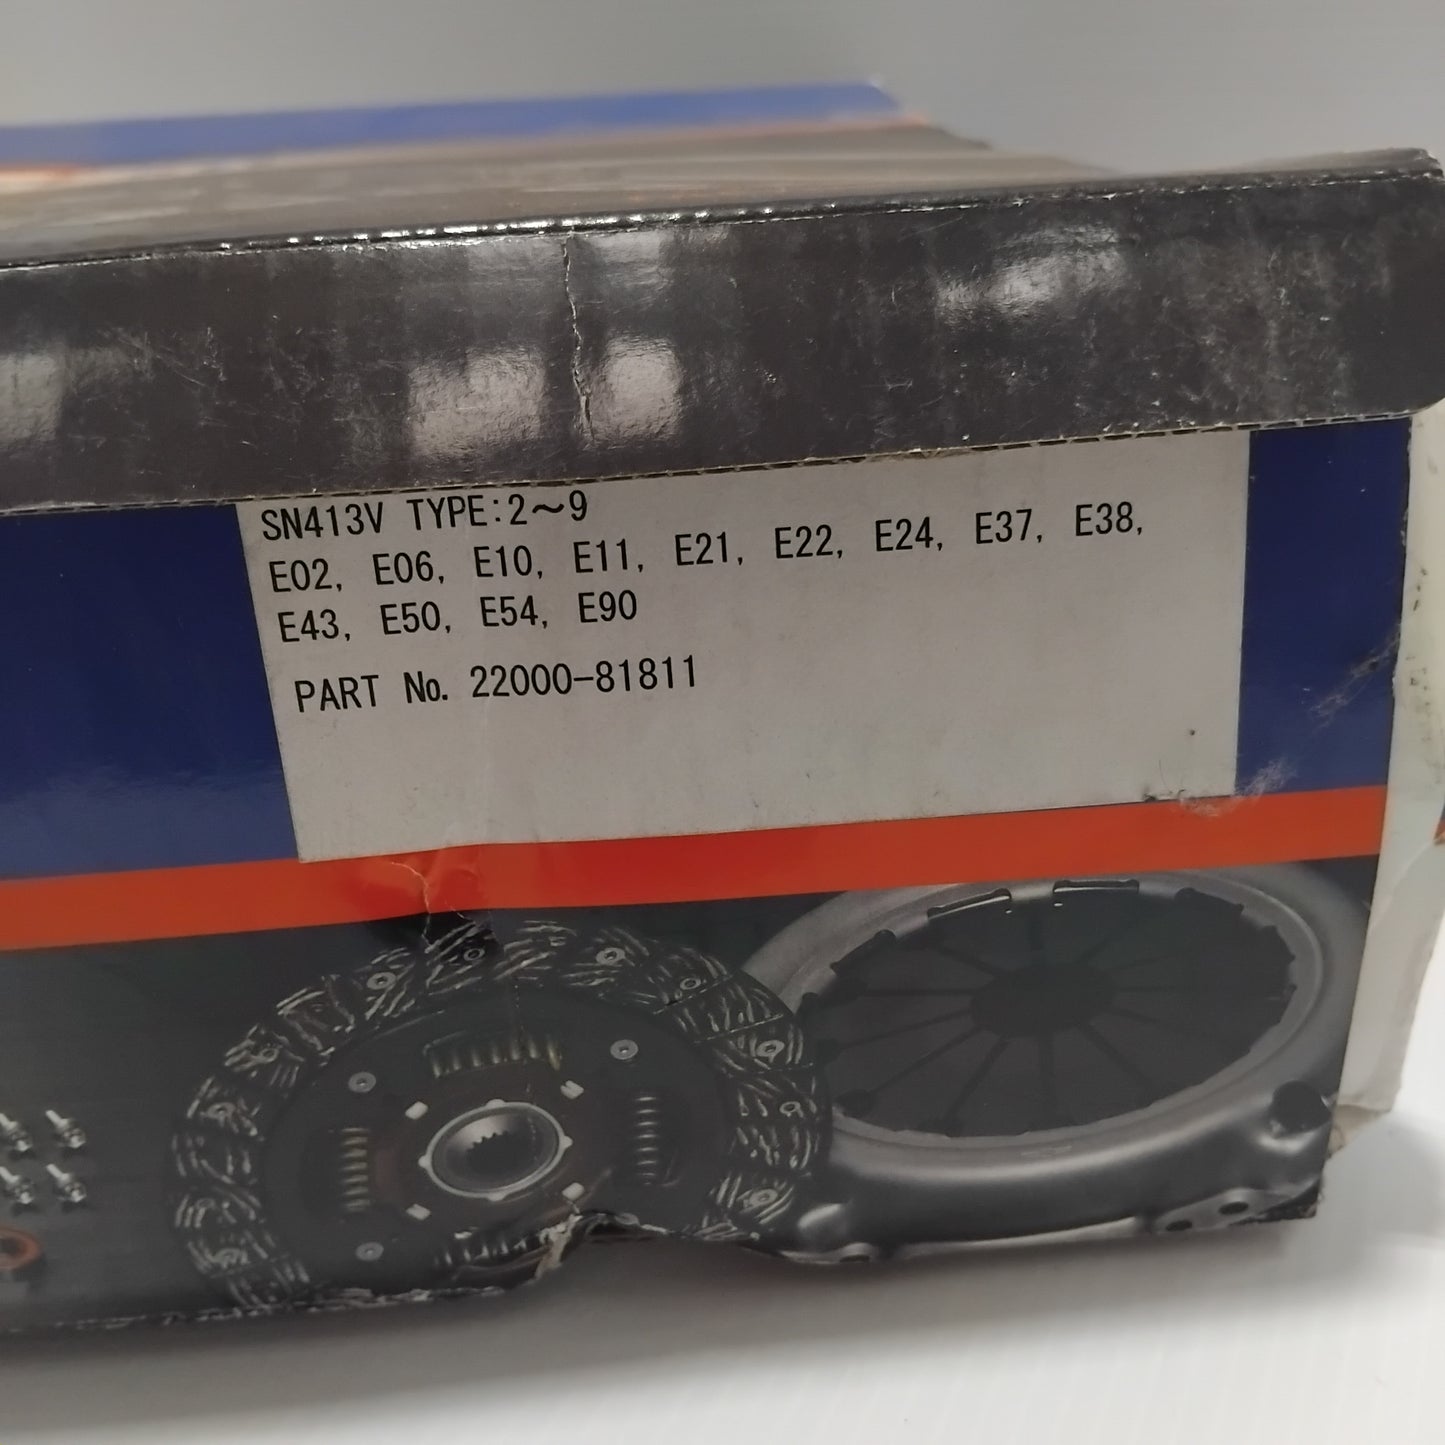 SN413V TYPE:2～9
E02, E06, E10, E11, E21, E22, E24, E37, E38,
E43, E50, E54, E90
PART No. 22000-81811